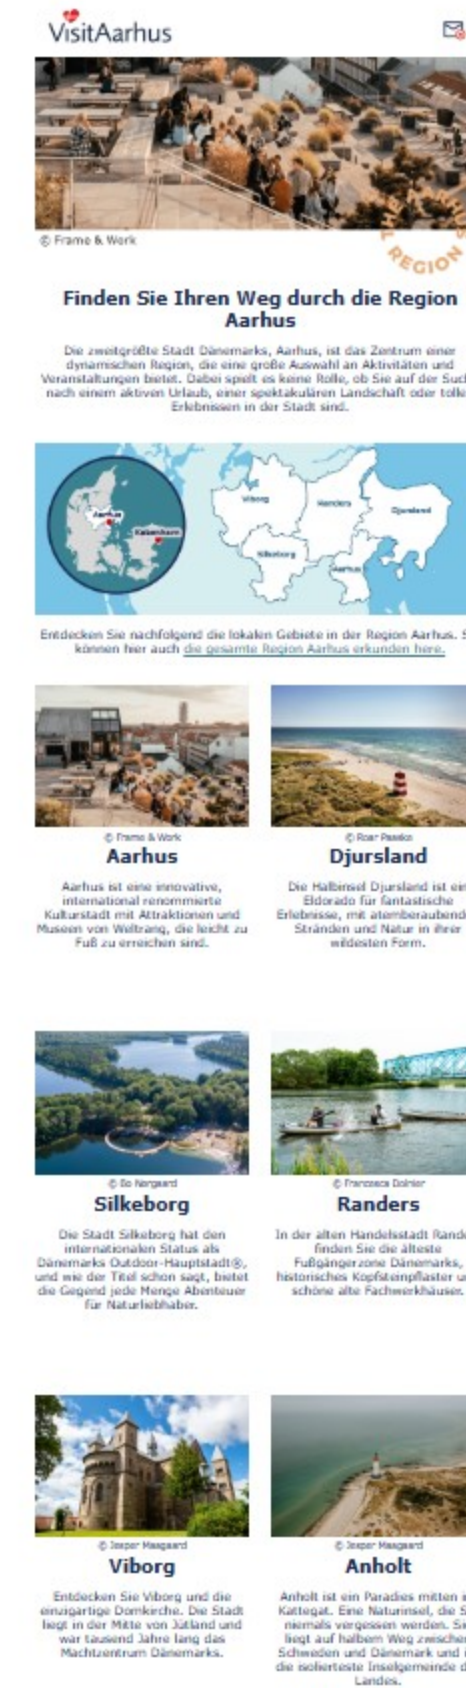 VisitAarhus
© Frame & Work
THE
REGION
Finden Sie Ihren Weg durch die Region
Aarhus
Die zweitgrößte Stadt Dänemarks, Aarhus, ist das Zentrum einer
dynamischen Region, die eine große Auswahl an Aktivitäten und
Veranstaltungen bietet. Dabei spielt es keine Rolle, ob Sie auf der
nach einem aktiven Urlaub, einer spektakulären Landschaft oder
Erlebnissen in der Stadt sind.
Aarhus
København
Viborg
Randers
Djursland
Silkeborg
Aarhus
Entdecken Sie nachfolgend die lokalen Gebiete in der Region Aarhus.
können hier auch die gesamte Region Aarhus erkunden here.
© Frame & Work
Aarhus
Aarhus ist eine innovative,
international renommierte
Kulturstadt mit Attraktionen und
Museen von Weltrang, die leicht zu
Fuß zu erreichen sind.
© Roar Paaske
Djursland
Die Halbinsel Djursland ist
Eldorado für fantastische
Erlebnisse, mit
Stränden und Natur in ihrer
wildesten Form.
© Bo Nørgaard
Silkeborg
Die Stadt Silkeborg hat den
internationalen Status als
Dänemarks Outdoor-Hauptstadt®,
und wie der Titel schon sagt, bietet
die Gegend jede Menge Abenteuer
für Naturliebhaber.
© Francesca Dolnier
Randers
In der alten Handelsstadt
finden Sie die älteste
Fußgängerzone Dänemarks,
historisches Kopfsteinpflaster
schöne alte Fachwerkhäuser.
© Jesper Maagaard
Viborg
Entdecken Sie Viborg und die
einzigartige Domkirche. Die Stadt
liegt in der Mitte von Jütland und
war tausend Jahre lang das
Machtzentrum Dänemarks.
© Jesper Maagaard
Anholt
Anholt ist ein Paradies mitten
Kattegat. Eine Naturinsel, die
niemals vergessen werden.
liegt auf halbem Weg zwischen
Schweden und Dänemark und
die isolierteste Inselgemeinde
Landes.